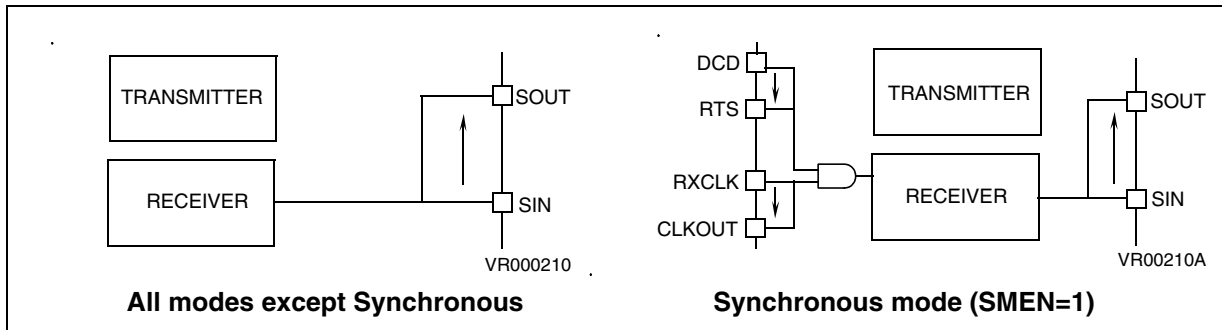 TRANSMITTER
RECEIVER
SOUT
SIN
VR000210
All modes except Synchronous
DCD
RTS
RXCLK
CLKOUT
TRANSMITTER
RECEIVER
SOUT
SIN
VR00210A
Synchronous mode (SMEN=1)